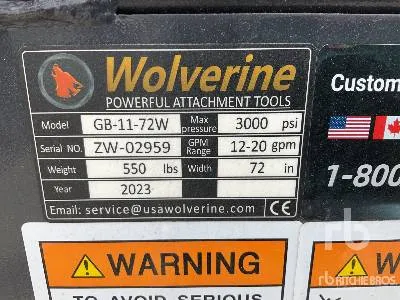 Wolverine
POWERFUL ATTACHMENT TOOLS
Model GB-11-72W Max pressure 3000 psi
Serial NO. ZW-02959 GPM Range 12-20 gpm
Weight 550 lbs Width 72 in
Year 2023
Email: service@usawolverine.com CE
Custom
1-800
WARNING
TO AVOID SERIOUS
WA
rb
RITCHIE BROS